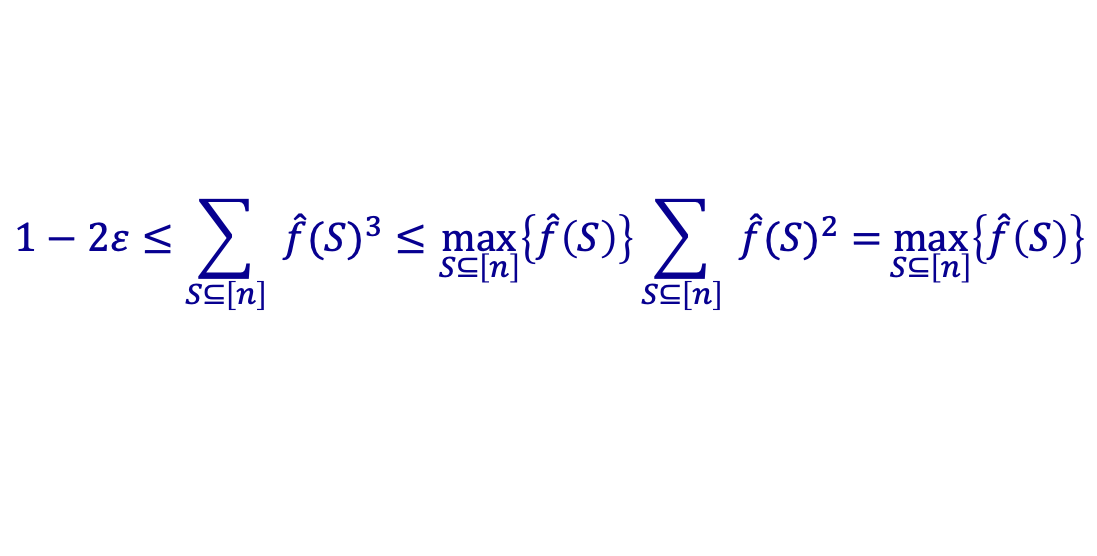 1 − 2ε ≤ ∑_{S⊆[n]} f̂(S)³ ≤ max_{S⊆[n]}{f̂(S)} ∑_{S⊆[n]} f̂(S)² = max_{S⊆[n]}{f̂(S)}